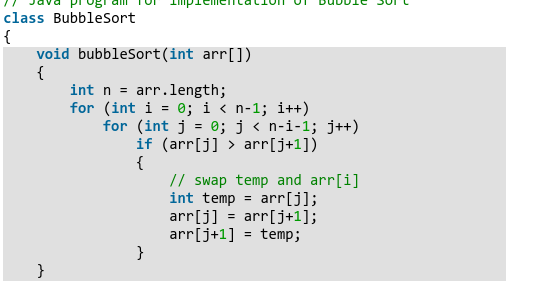 // Java program for implementation of Bubble Sort
class BubbleSort
{
    void bubbleSort(int arr[])
    {
        int n = arr.length;
        for (int i = 0; i < n-1; i++)
            for (int j = 0; j < n-i-1; j++)
                if (arr[j] > arr[j+1])
                {
                    // swap temp and arr[i]
                    int temp = arr[j];
                    arr[j] = arr[j+1];
                    arr[j+1] = temp;
                }
    }